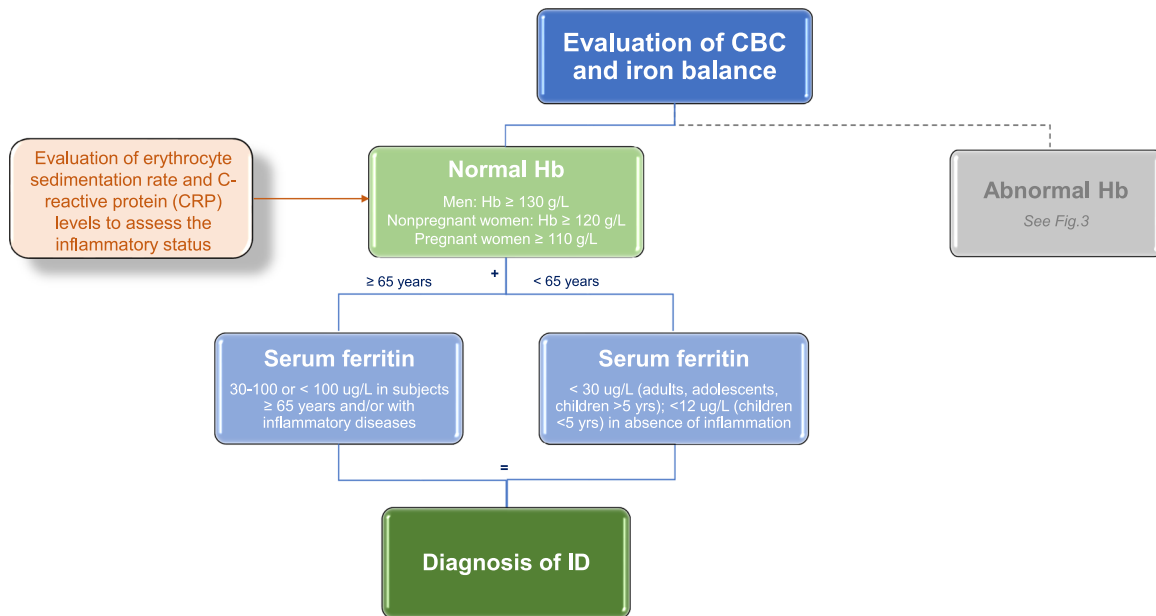 Evaluation of CBC
and iron balance
Evaluation of erythrocyte
sedimentation rate and C-
reactive protein (CRP)
levels to assess the
inflammatory status
Normal Hb
Men: Hb ≥ 130 g/L
Nonpregnant women: Hb ≥ 120 g/L
Pregnant women ≥ 110 g/L
Abnormal Hb
See Fig.3
≥ 65 years
+
< 65 years
Serum ferritin
30-100 or < 100 ug/L in subjects
≥ 65 years and/or with
inflammatory diseases
Serum ferritin
< 30 ug/L (adults, adolescents,
children >5 yrs); <12 ug/L (children
<5 yrs) in absence of inflammation
=
Diagnosis of ID